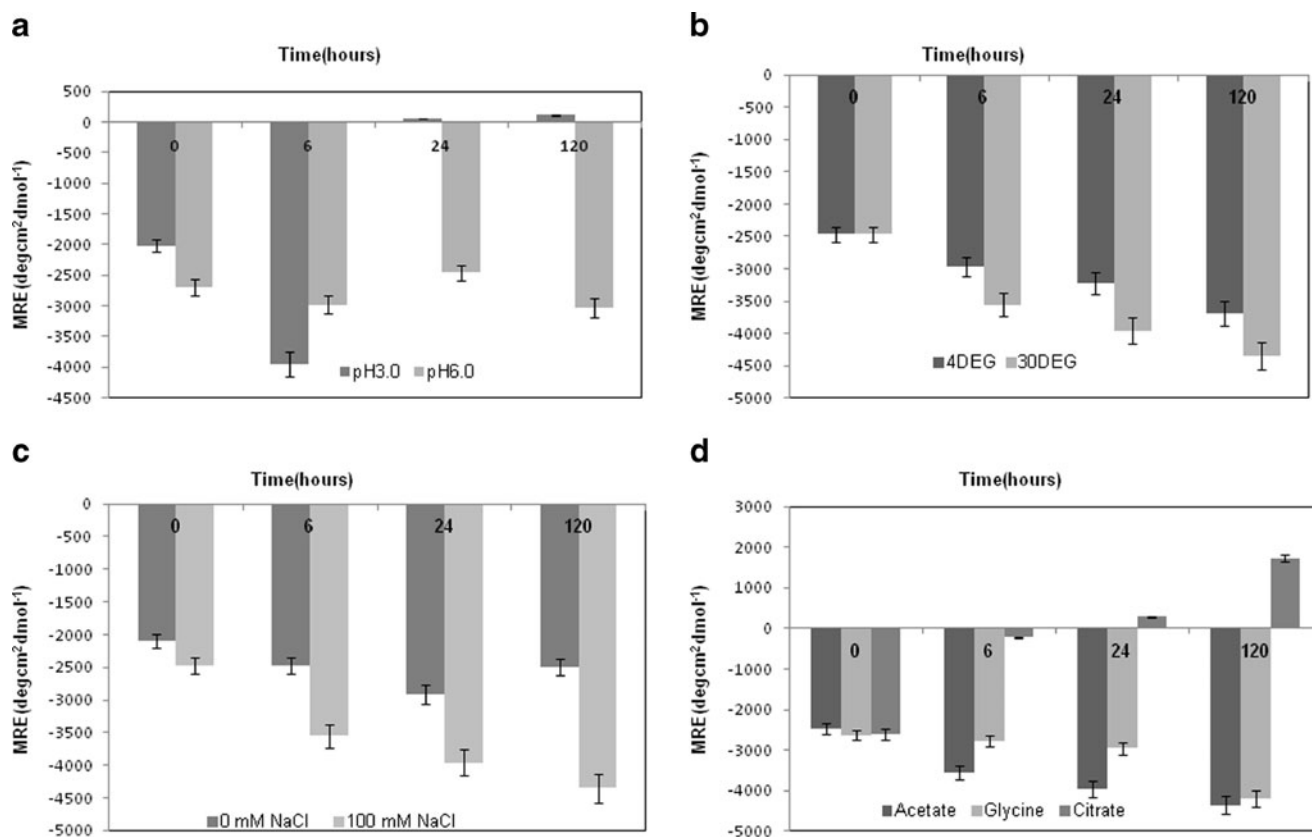 a
Time(hours)
MRE(degcm²dmol⁻¹)
500
0
-500
-1000
-1500
-2000
-2500
-3000
-3500
-4000
-4500
0 6 24 120
pH3.0 pH6.0
b
Time(hours)
MRE(degcm²dmol⁻¹)
0
-500
-1000
-1500
-2000
-2500
-3000
-3500
-4000
-4500
-5000
0 6 24 120
4DEG 30DEG
c
Time(hours)
MRE(degcm²dmol⁻¹)
0
-500
-1000
-1500
-2000
-2500
-3000
-3500
-4000
-4500
-5000
0 6 24 120
0 mM NaCl 100 mM NaCl
d
Time(hours)
MRE(degcm²dmol⁻¹)
3000
2000
1000
0
-1000
-2000
-3000
-4000
-5000
0 6 24 120
Acetate Glycine Citrate